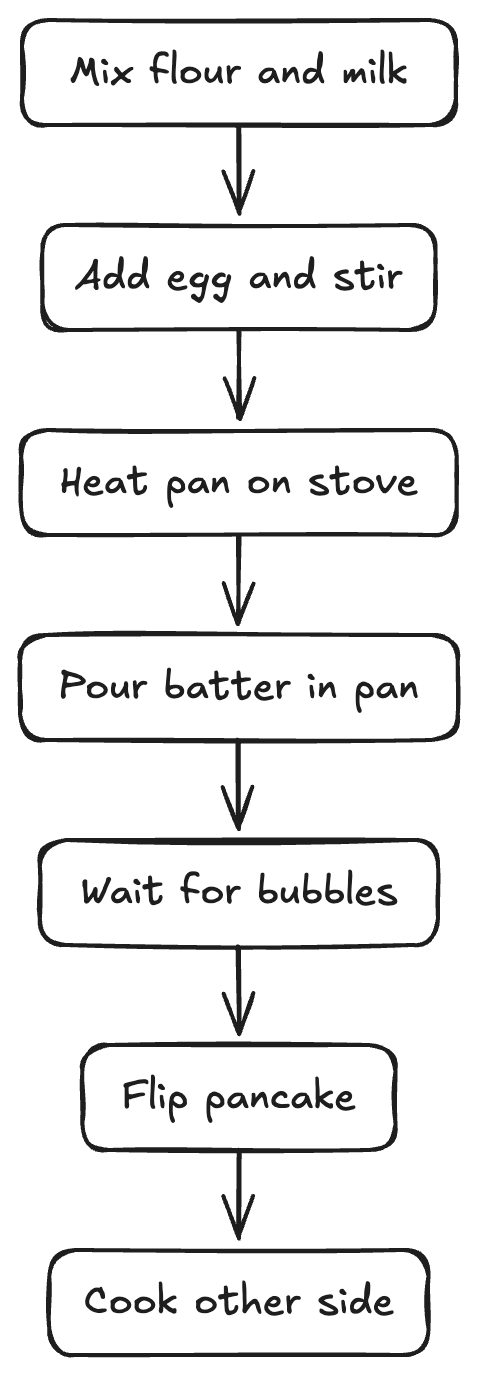 Mix flour and milk
Add egg and stir
Heat pan on stove
Pour batter in pan
Wait for bubbles
Flip pancake
Cook other side